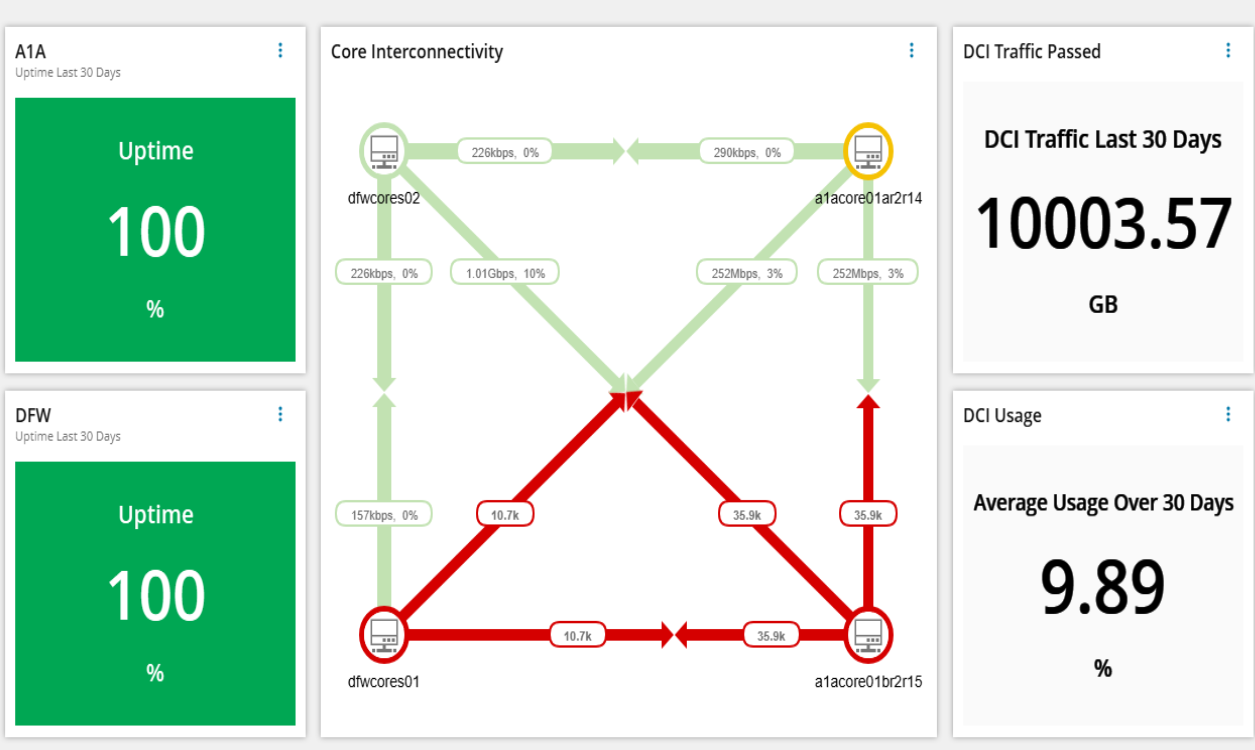 A1A
Uptime Last 30 Days
Uptime
100
%
DFW
Uptime Last 30 Days
Uptime
100
%
Core Interconnectivity
226kbps, 0%
290kbps, 0%
dfwcores02
a1acore01ar2r14
226kbps, 0%
1.01Gbps, 10%
252Mbps, 3%
252Mbps, 3%
157kbps, 0%
10.7k
35.9k
35.9k
10.7k
35.9k
dfwcores01
a1acore01br2r15
DCI Traffic Passed
DCI Traffic Last 30 Days
10003.57
GB
DCI Usage
Average Usage Over 30 Days
9.89
%